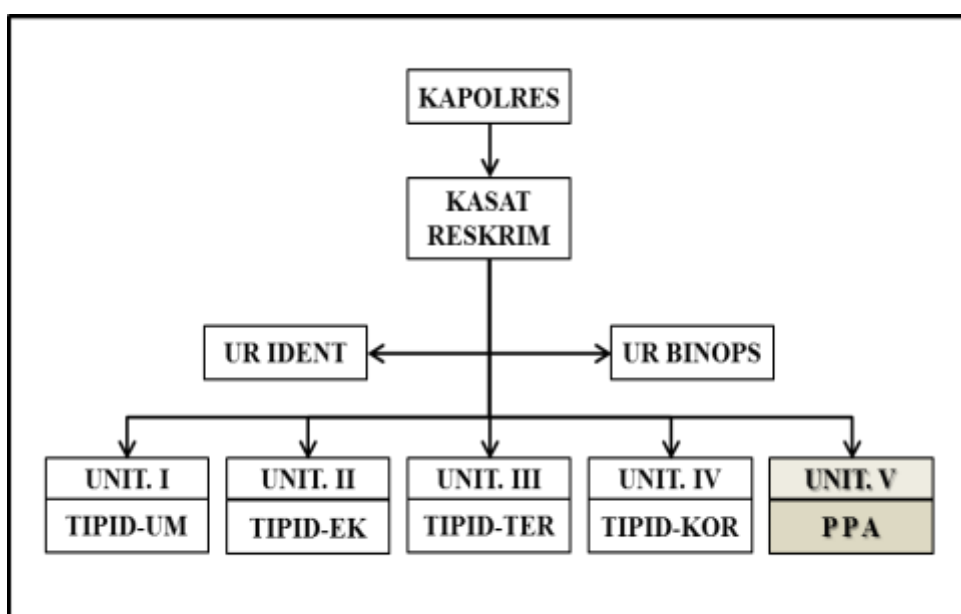 KAPOLRES
KASAT
RESKRIM
UR IDENT
UR BINOPS
UNIT. I
UNIT. II
UNIT. III
UNIT. IV
UNIT. V
TIPID-UM
TIPID-EK
TIPID-TER
TIPID-KOR
P P A